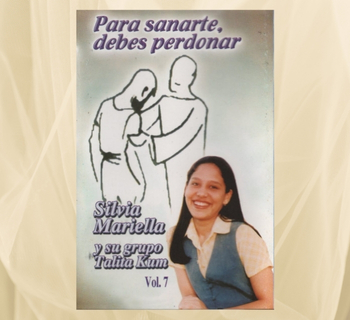 Para sanarte,
debes perdonar
Silvia
Mariella
y su grupo
Talita Kum
Vol. 7